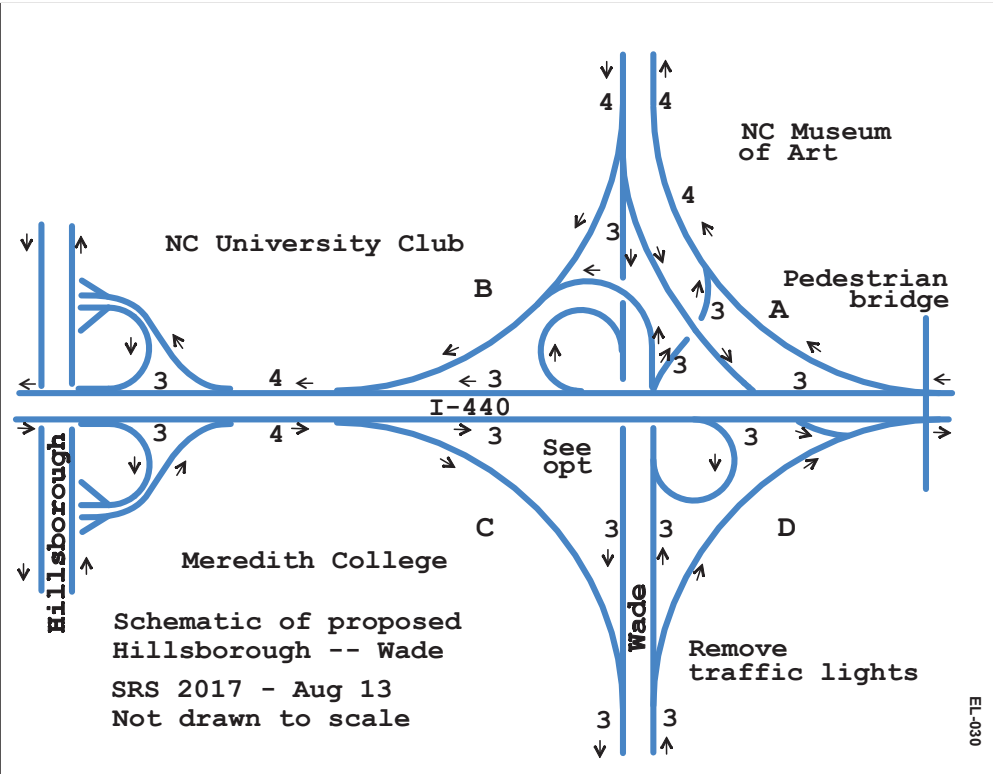 4 4
NC Museum
of Art
4
3
NC University Club
B
Pedestrian
bridge
3
A
3
3
4
3
3
I-440
3
4
3
3
See
opt
Hillsborough
C
3
3
D
Meredith College
Wade
Schematic of proposed
Hillsborough -- Wade
Remove
traffic lights
SRS 2017 - Aug 13
Not drawn to scale
3
3
EL-030